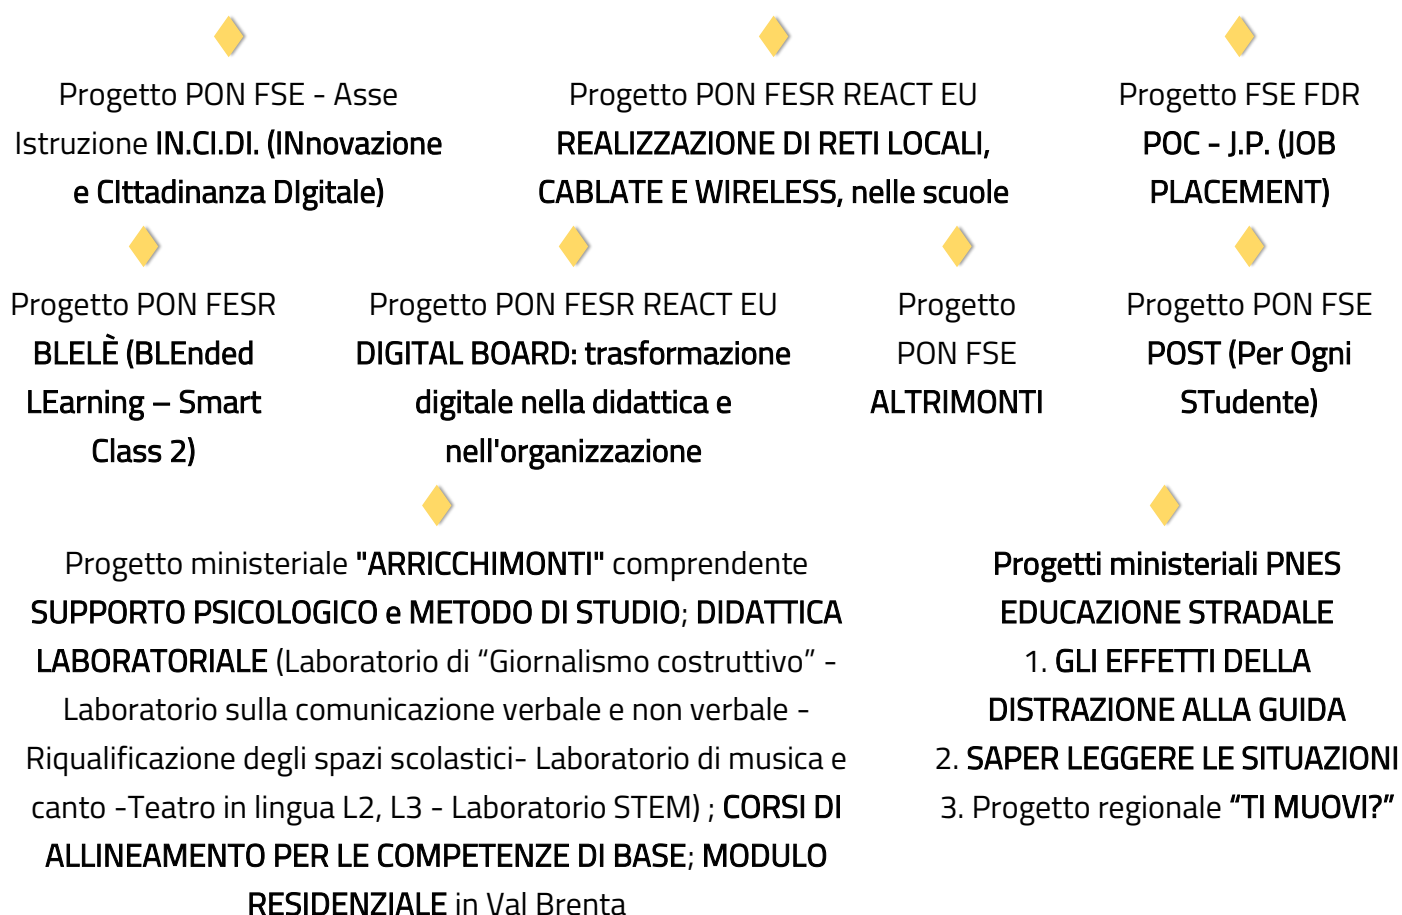 Progetto PON FSE - Asse
Istruzione IN.CI.DI. (INnovazione
e CIttadinanza DIgitale)
Progetto PON FESR REACT EU
REALIZZAZIONE DI RETI LOCALI,
CABLATE E WIRELESS, nelle scuole
Progetto FSE FDR
POC - J.P. (JOB
PLACEMENT)
Progetto PON FESR
BLELÈ (BLEnded
LEarning – Smart
Class 2)
Progetto PON FESR REACT EU
DIGITAL BOARD: trasformazione
digitale nella didattica e
nell'organizzazione
Progetto
PON FSE
ALTRIMONTI
Progetto PON FSE
POST (Per Ogni
STudente)
Progetto ministeriale "ARRICCHIMONTI" comprendente
SUPPORTO PSICOLOGICO e METODO DI STUDIO; DIDATTICA
LABORATORIALE (Laboratorio di “Giornalismo costruttivo” -
Laboratorio sulla comunicazione verbale e non verbale -
Riqualificazione degli spazi scolastici- Laboratorio di musica e
canto -Teatro in lingua L2, L3 - Laboratorio STEM) ; CORSI DI
ALLINEAMENTO PER LE COMPETENZE DI BASE; MODULO
RESIDENZIALE in Val Brenta
Progetti ministeriali PNES
EDUCAZIONE STRADALE
1. GLI EFFETTI DELLA
DISTRAZIONE ALLA GUIDA
2. SAPER LEGGERE LE SITUAZIONI
3. Progetto regionale “TI MUOVI?”